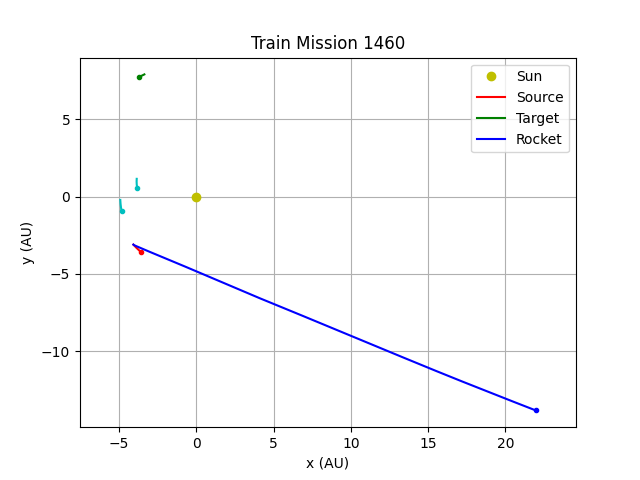 Train Mission 1460
Sun
Source
Target
Rocket
y (AU)
5
0
−5
−10
−5
0
5
10
15
20
x (AU)